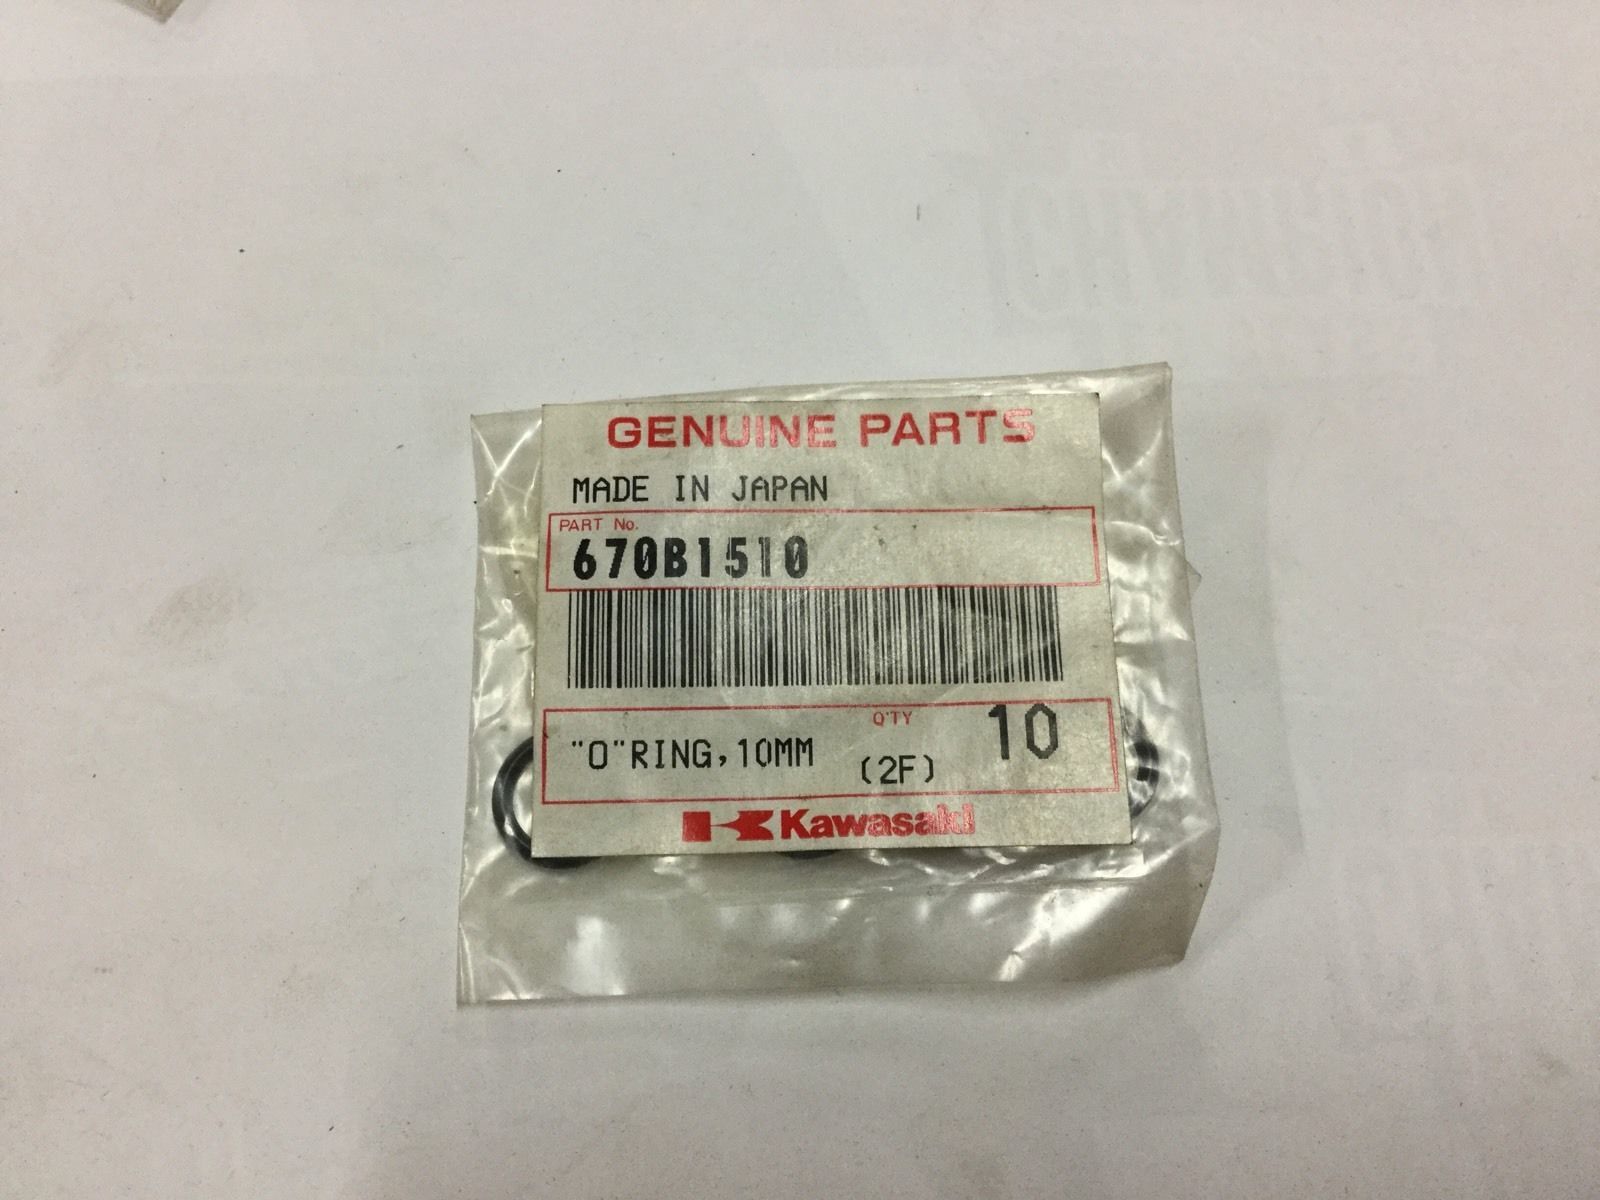 GENUINE PARTS
MADE IN JAPAN
PART No.
670B1510
Q'TY
"O"RING,10MM (2F) 10
Kawasaki